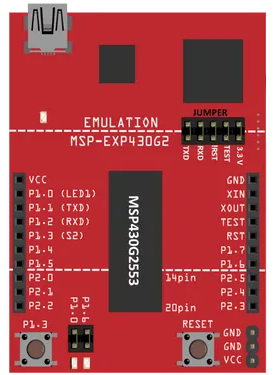 JUMPER
EMULATION
MSP-EXP430G2
TXD
RXD
!RST
TEST
3.3V
VCC
P1.0 (LED1)
P1.1 (TXD)
P1.2 (RXD)
P1.3 (S2)
P1.4
P1.5
P2.0
P2.1
P2.2
MSP430G2553
14pin
20pin
GND
XIN
XOUT
TEST
RST
P1.7
P1.6
P2.5
P2.4
P2.3
P1.3
P1.0
P1.6
RESET
GND
GND
VCC